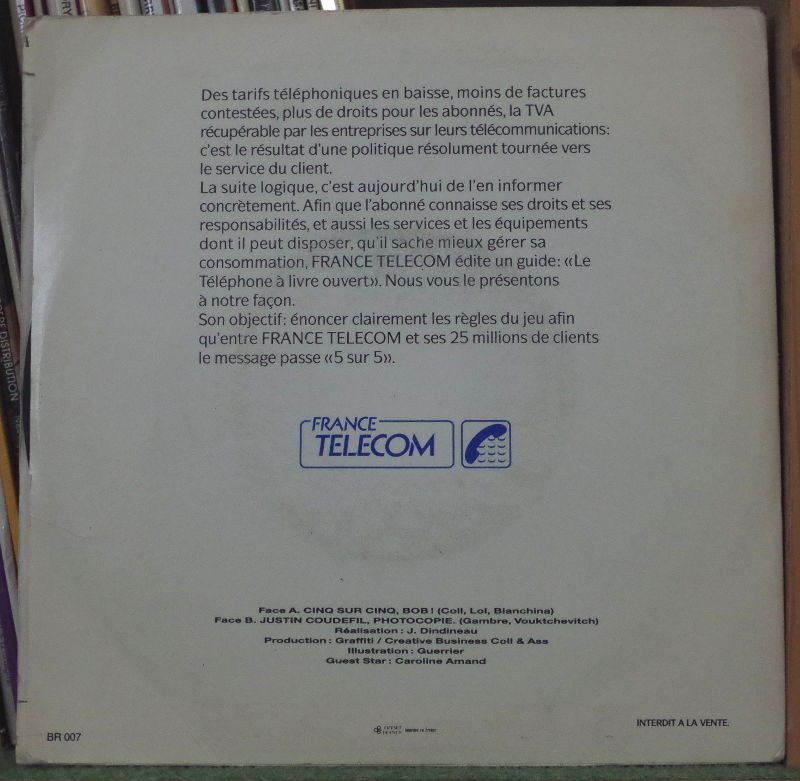 Des tarifs téléphoniques en baisse, moins de factures
contestées, plus de droits pour les abonnés, la TVA
récupérable par les entreprises sur leurs télécommunications:
c'est le résultat d'une politique résolument tournée vers
le service du client.
La suite logique, c'est aujourd'hui de l'en informer
concrètement. Afin que l'abonné connaisse ses droits et ses
responsabilités, et aussi les services et les équipements
dont il peut disposer, qu'il sache mieux gérer sa
consommation, FRANCE TELECOM édite un guide: «Le
Téléphone à livre ouvert». Nous vous le présentons
à notre façon.
Son objectif: énoncer clairement les règles du jeu afin
qu'entre FRANCE TELECOM et ses 25 millions de clients
le message passe «5 sur 5».
FRANCE
TELECOM
Face A. CINQ SUR CINQ, BOB! (Coll, Lol, Bianchina)
Face B. JUSTIN COUDEFIL, PHOTOCOPIE. (Gambre, Vouktchevitch)
Réalisation : J. Dindineau
Production : Graffiti / Creative Business Coll & Ass
Illustration : Guerrier
Guest Star : Caroline Amand
INTERDIT A LA VENTE.
BR 007
DISTRIBUTION